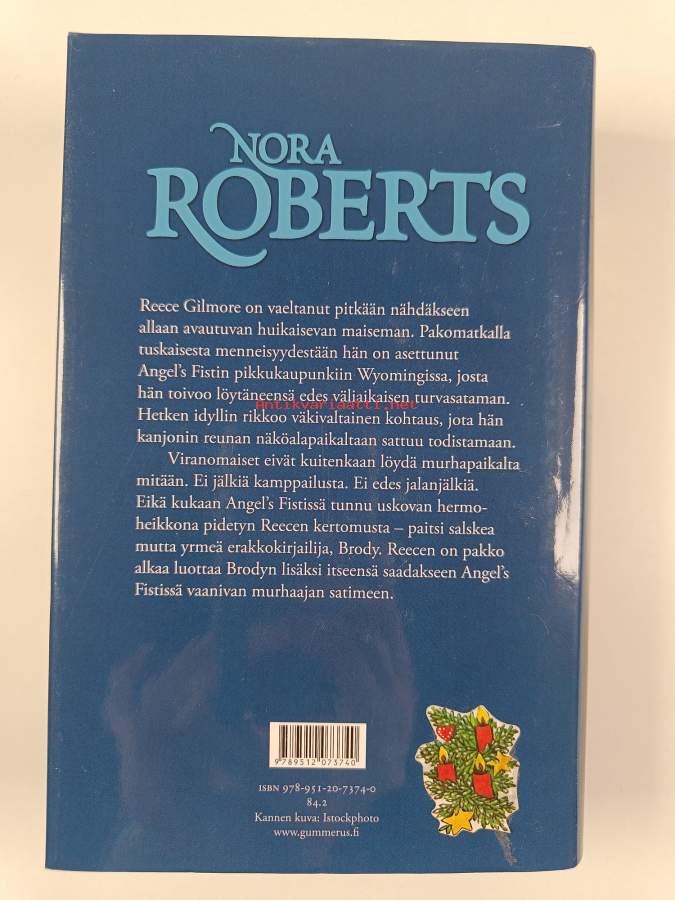 NORA
ROBERTS
Reece Gilmore on vaeltanut pitkään nähdäkseen
allaan avautuvan huikaisevan maiseman. Pakomatkalla
tuskaisesta menneisyydestään hän on asettunut
Angel’s Fistin pikkukaupunkiin Wyomingissa, josta
hän toivoo löytäneensä edes väliaikaisen turvasataman.
Antikvariaatti.net
Hetken idyllin rikkoo väkivaltainen kohtaus, jota hän
kanjonin reunan näköalapaikaltaan sattuu todistamaan.
Viranomaiset eivät kuitenkaan löydä murhapaikalta
mitään. Ei jälkiä kamppailusta. Ei edes jalanjälkiä.
Eikä kukaan Angel’s Fistissä tunnu uskovan hermo-
heikkona pidetyn Reecen kertomusta – paitsi salskea
mutta yrmeä erakkokirjailija, Brody. Reecen on pakko
alkaa luottaa Brodyn lisäksi itseensä saadakseen Angel’s
Fistissä vaanivan murhaajan satimeen.
9 789512 073740
ISBN 978-951-20-7374-0
84.2
Kannen kuva: Istockphoto
www.gummerus.fi